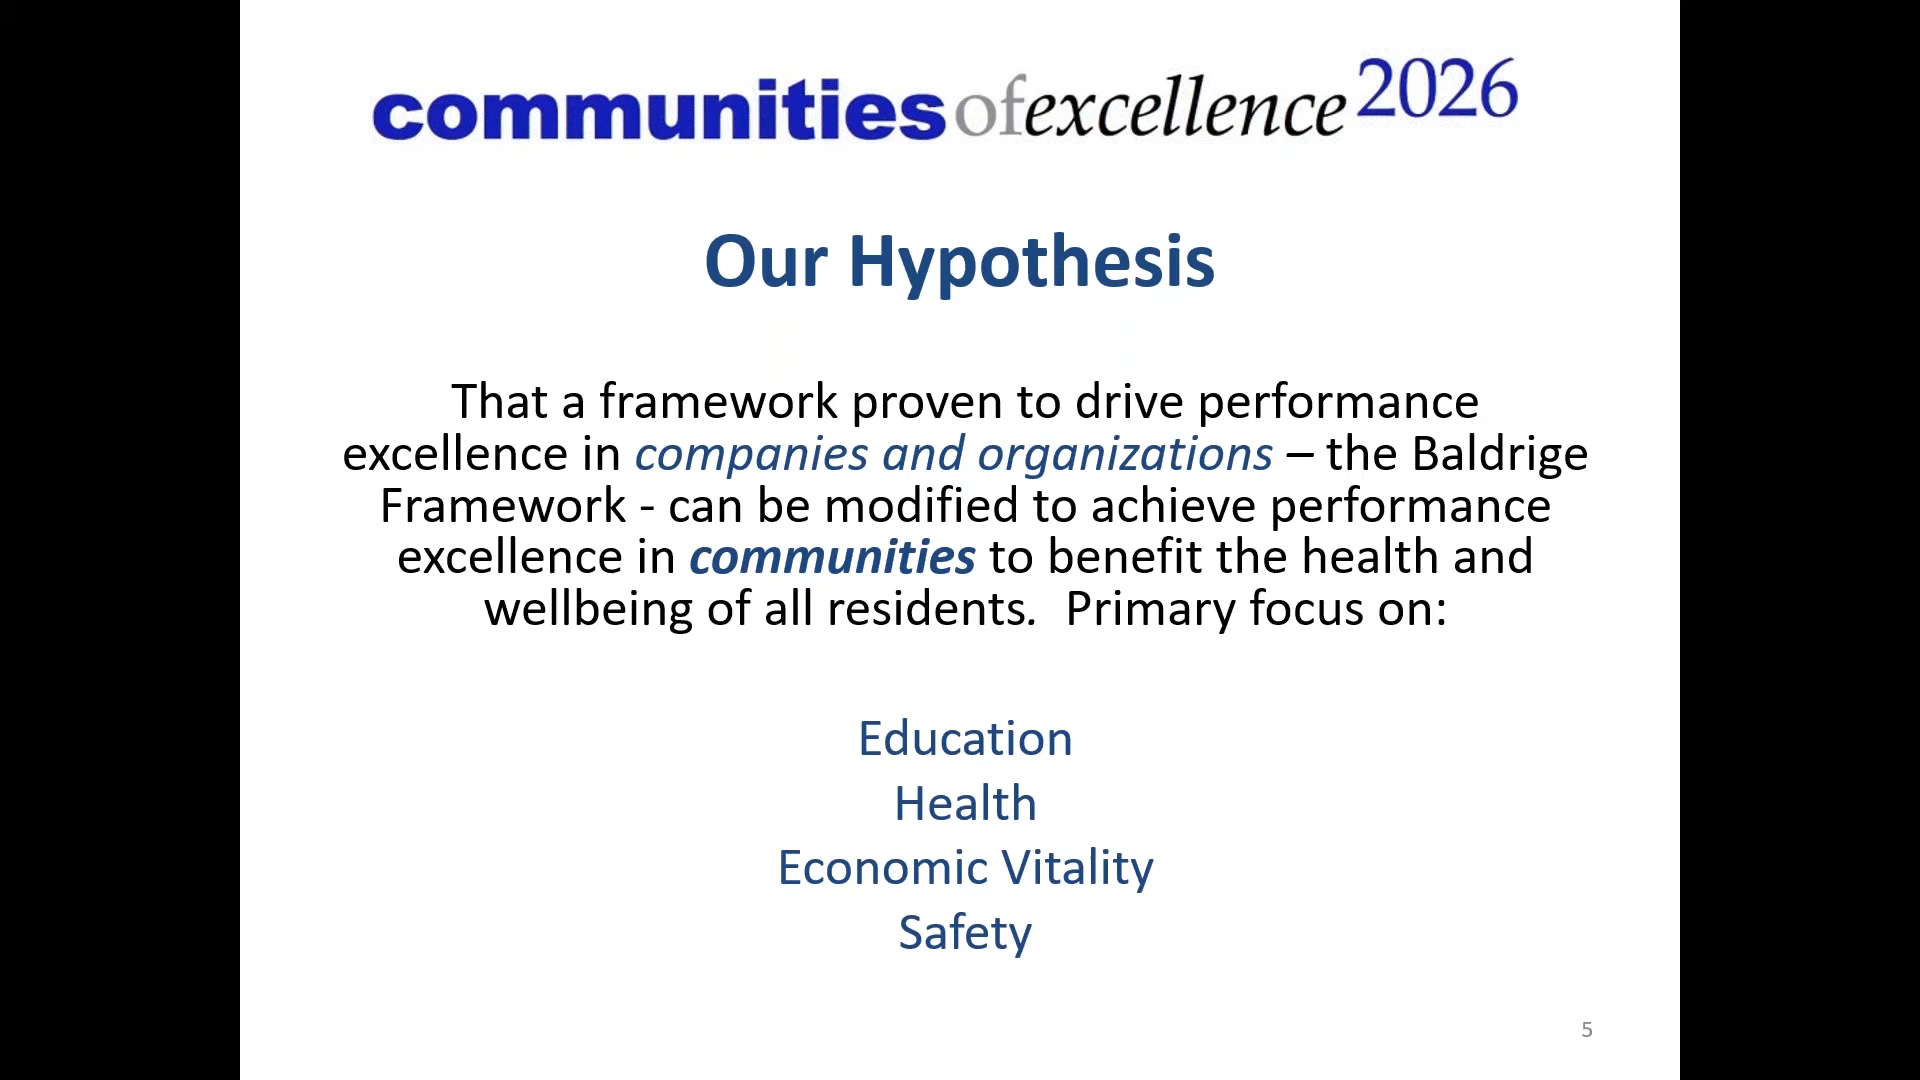 communities of excellence 2026
Our Hypothesis
That a framework proven to drive performance
excellence in companies and organizations – the Baldrige
Framework - can be modified to achieve performance
excellence in communities to benefit the health and
wellbeing of all residents.  Primary focus on:
Education
Health
Economic Vitality
Safety
5